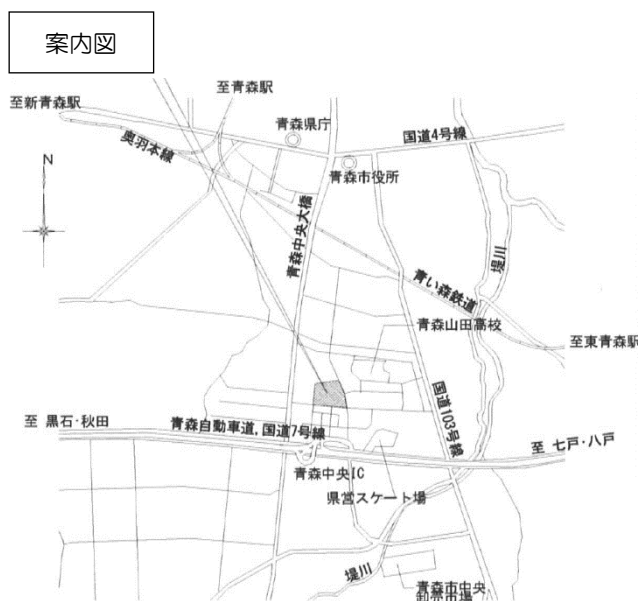 案内図
至青森駅
至新青森駅
青森県庁
国道4号線
奥羽本線
青森市役所
N
青森中央大橋
堤川
青い森鉄道
青森山田高校
至東青森駅
国道103号線
至 黒石・秋田
青森自動車道,国道7号線
至 七戸・八戸
青森中央IC
県営スケート場
堤川
青森市中央
卸売市場